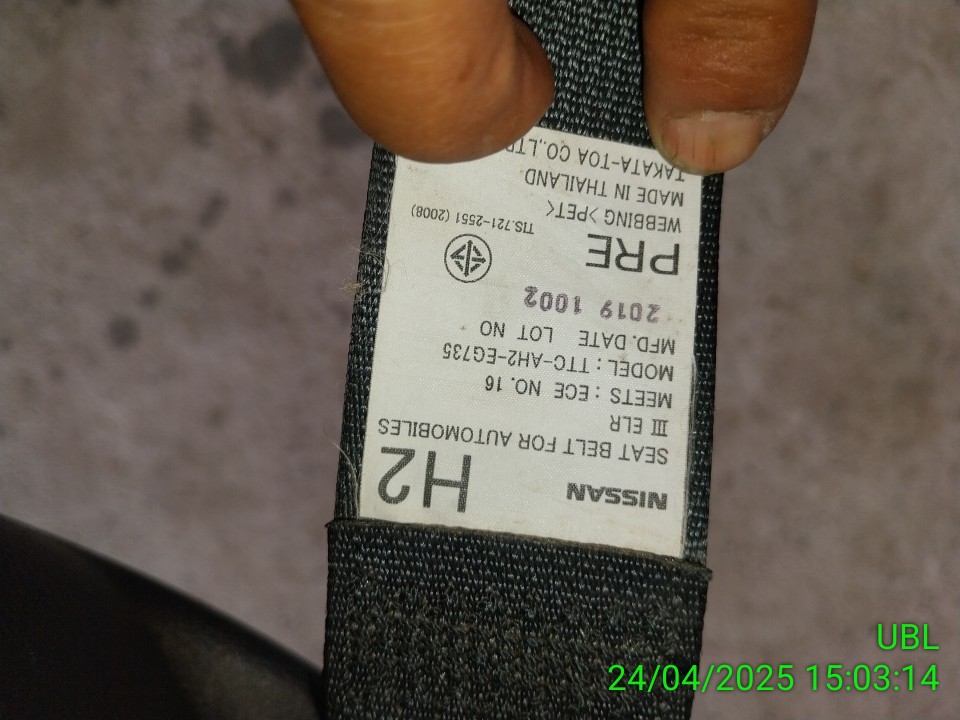 NISSAN H2
SEAT BELT FOR AUTOMOBILES
III ELR
MEETS : ECE NO. 16
MODEL : TTC-AH2-EG735
MFD. DATE LOT NO
2019 1002
PRE
TIS.721-2551 (2008)
WEBBING >PET<
MADE IN THAILAND
TAKATA-TOA CO.,LTD
UBL
24/04/2025 15:03:14